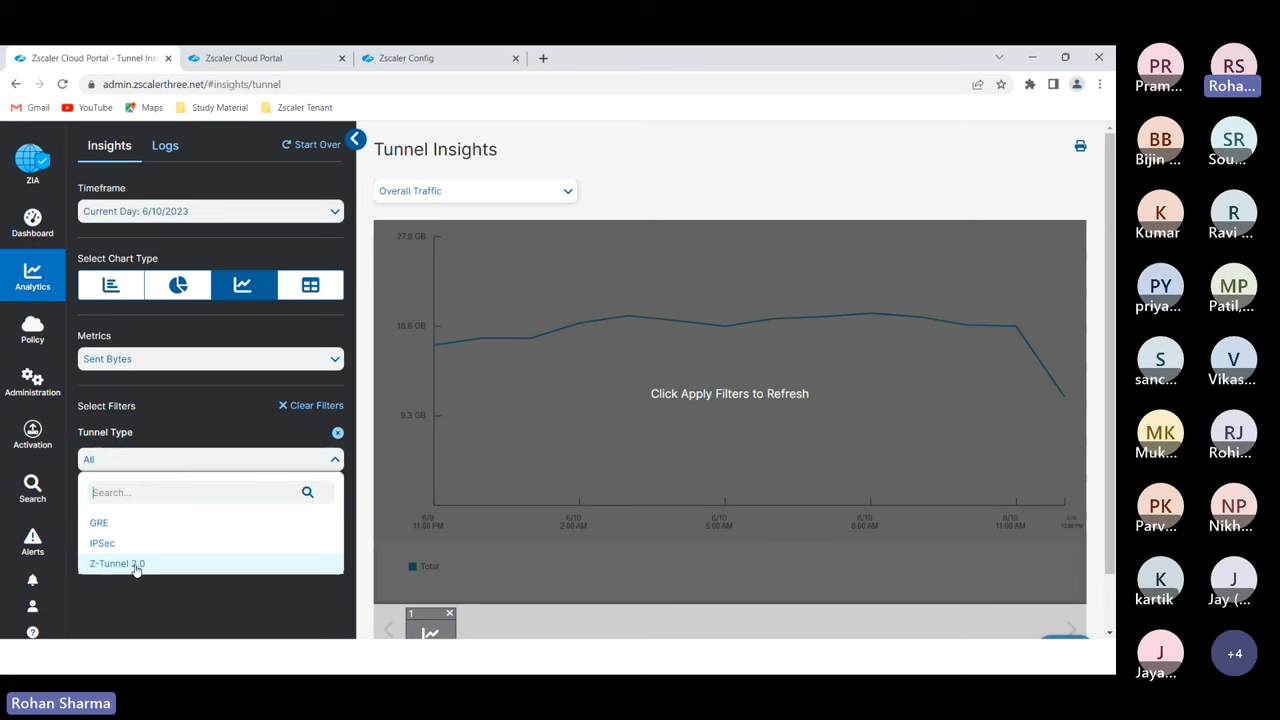 Zscaler Cloud Portal - Tunnel Ins
Zscaler Cloud Portal
Zscaler Config
admin.zscalerthree.net/#insights/tunnel
Gmail
YouTube
Maps
Study Material
Zscaler Tenant
ZIA
Dashboard
Analytics
Policy
Administration
Activation
Search
Alerts
Insights
Logs
Start Over
Timeframe
Current Day: 6/10/2023
Select Chart Type
Metrics
Sent Bytes
Select Filters
Clear Filters
Tunnel Type
All
Search...
GRE
IPSec
Z-Tunnel 2.0
Tunnel Insights
Overall Traffic
27.9 GB
18.6 GB
9.3 GB
Click Apply Filters to Refresh
6/9
11:00 PM
6/10
2:00 AM
6/10
5:00 AM
6/10
8:00 AM
6/10
11:00 AM
Total
1
PR
Pram...
RS
Roha...
BB
Bijin ...
SR
Sou...
K
Kumar
R
Ravi ...
PY
priya...
MP
Patil,...
S
sanc...
V
Vikas...
MK
Muk...
RJ
Rohi...
PK
Parv...
NP
Nikh...
K
kartik
J
Jay (...
J
Jaya...
+4
Rohan Sharma